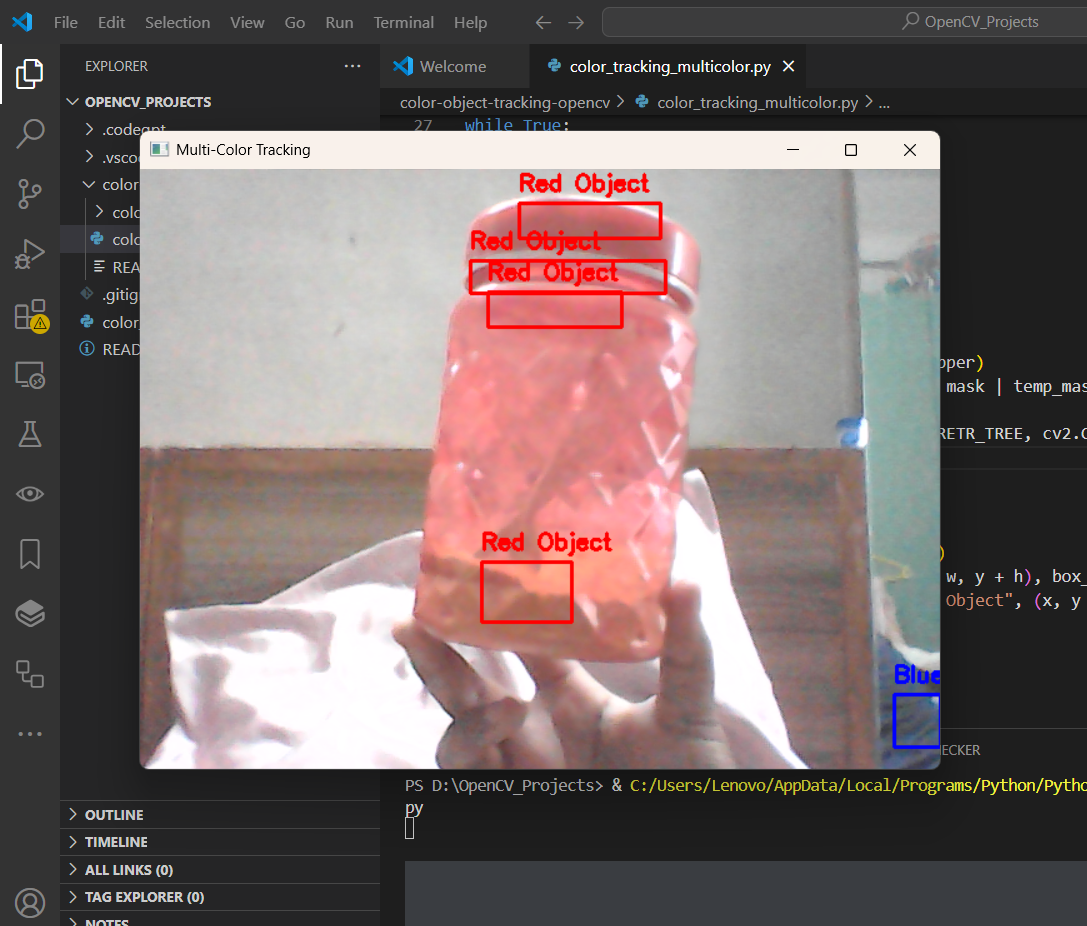 File Edit Selection View Go Run Terminal Help
OpenCV_Projects
EXPLORER
Welcome
color_tracking_multicolor.py
OPENCV_PROJECTS
color-object-tracking-opencv > color_tracking_multicolor.py > ...
.codegpt
27 while True:
.vsco
color
colo
colo
REA
.gitig
color_
READ
Multi-Color Tracking
Red Object
Red Object
Red Object
Red Object
Blue
pper)
mask | temp_mas
RETR_TREE, cv2.C
)
w, y + h), box_
Object", (x, y
ECKER
PS D:\OpenCV_Projects> & C:/Users/Lenovo/AppData/Local/Programs/Python/Pytho
py
OUTLINE
TIMELINE
ALL LINKS (0)
TAG EXPLORER (0)
NOTES